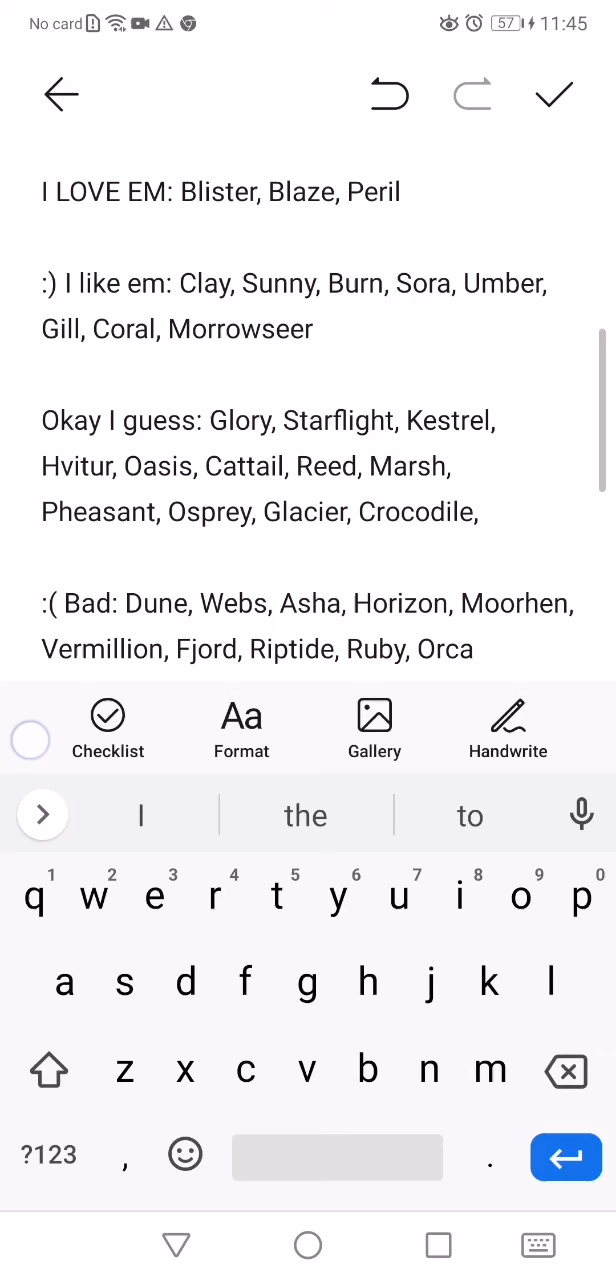 No card 57 11:45
I LOVE EM: Blister, Blaze, Peril
:) I like em: Clay, Sunny, Burn, Sora, Umber,
Gill, Coral, Morrowseer
Okay I guess: Glory, Starflight, Kestrel,
Hvitur, Oasis, Cattail, Reed, Marsh,
Pheasant, Osprey, Glacier, Crocodile,
:( Bad: Dune, Webs, Asha, Horizon, Moorhen,
Vermillion, Fjord, Riptide, Ruby, Orca
Aa
Checklist Format Gallery Handwrite
I the to
1 2 3 4 5 6 7 8 9 0
q w e r t y u i o p
a s d f g h j k l
z x c v b n m
?123 , .